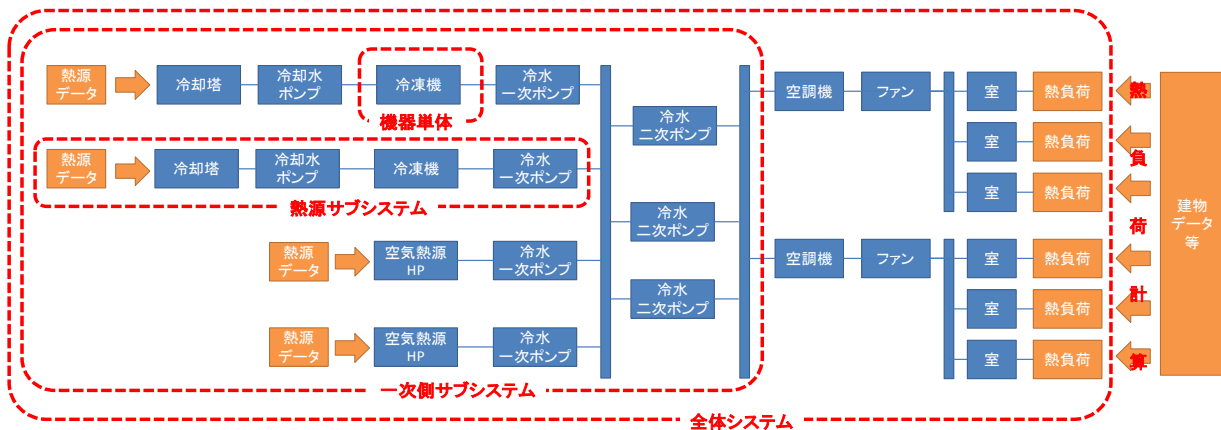 熱源
データ
冷却塔
冷却水
ポンプ
冷凍機
冷水
一次ポンプ
機器単体
熱源
データ
冷却塔
冷却水
ポンプ
冷凍機
冷水
一次ポンプ
熱源サブシステム
熱源
データ
空気熱源
HP
冷水
一次ポンプ
熱源
データ
空気熱源
HP
冷水
一次ポンプ
一次側サブシステム
冷水
二次ポンプ
冷水
二次ポンプ
冷水
二次ポンプ
空調機
ファン
室
熱負荷
室
熱負荷
室
熱負荷
空調機
ファン
室
熱負荷
室
熱負荷
室
熱負荷
熱
負
荷
計
算
建物
データ
等
全体システム